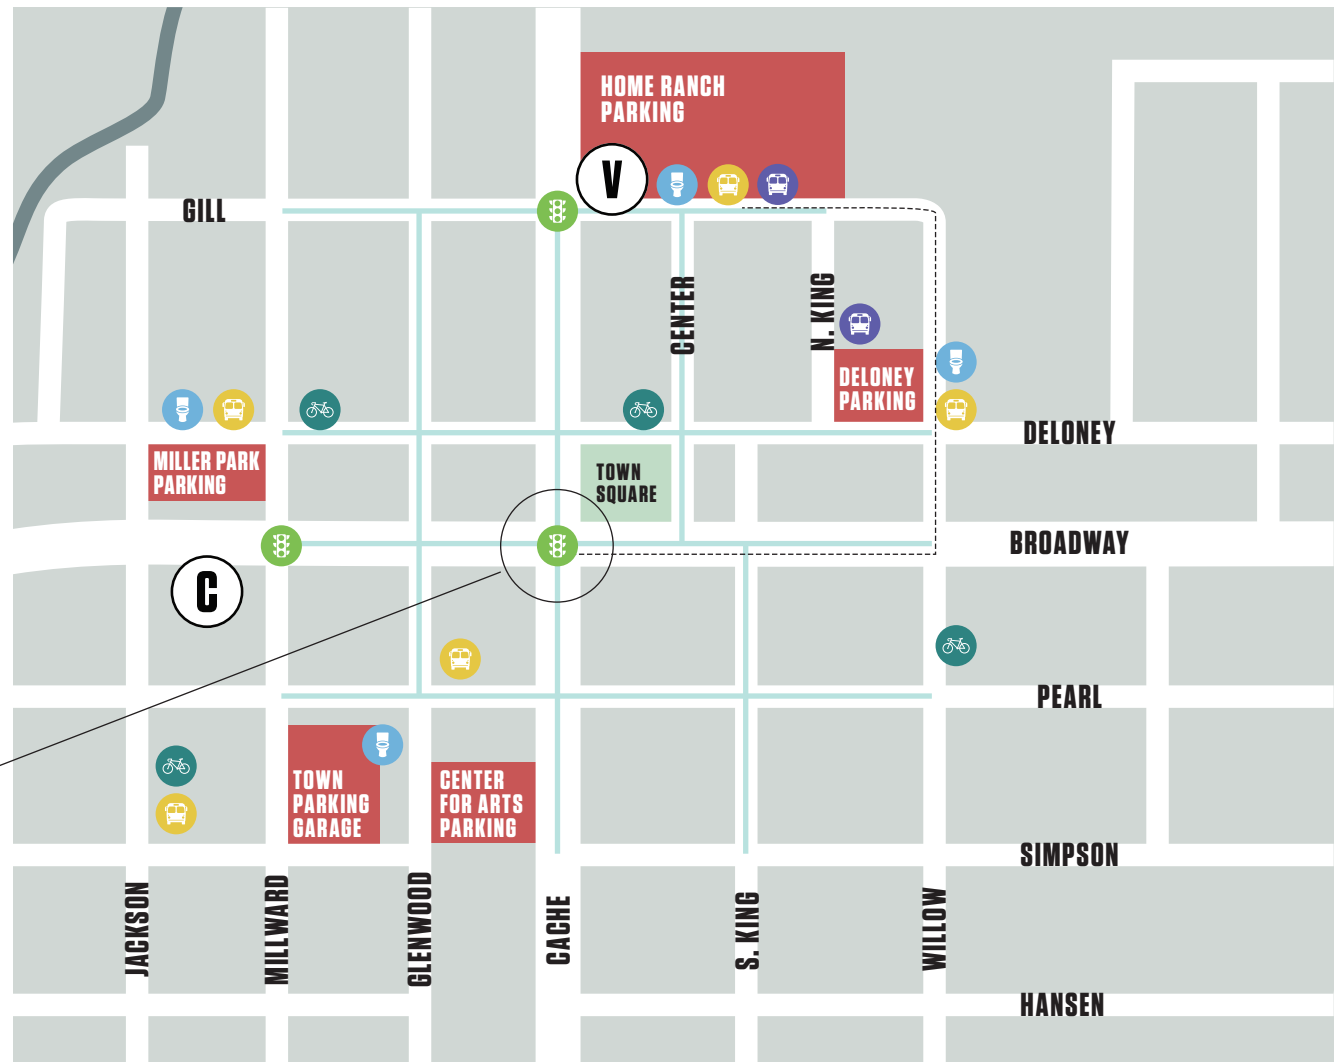 HOME RANCH
PARKING
V
GILL
CENTER
N. KING
DELONEY
PARKING
DELONEY
MILLER PARK
PARKING
TOWN
SQUARE
BROADWAY
C
PEARL
TOWN
PARKING
GARAGE
CENTER
FOR ARTS
PARKING
SIMPSON
JACKSON
MILLWARD
GLENWOOD
CACHE
S. KING
WILLOW
HANSEN